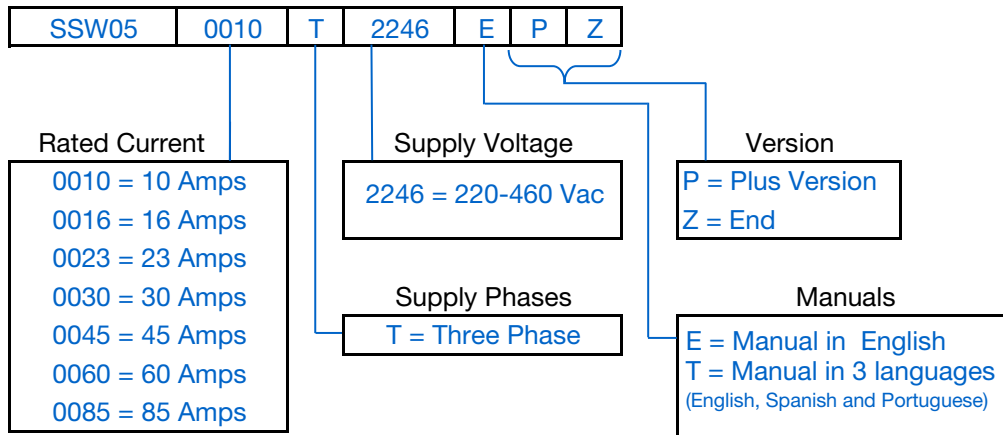 SSW05 0010 T 2246 E P Z
Rated Current
0010 = 10 Amps
0016 = 16 Amps
0023 = 23 Amps
0030 = 30 Amps
0045 = 45 Amps
0060 = 60 Amps
0085 = 85 Amps
Supply Voltage
2246 = 220-460 Vac
Supply Phases
T = Three Phase
Version
P = Plus Version
Z = End
Manuals
E = Manual in English
T = Manual in 3 languages
(English, Spanish and Portuguese)